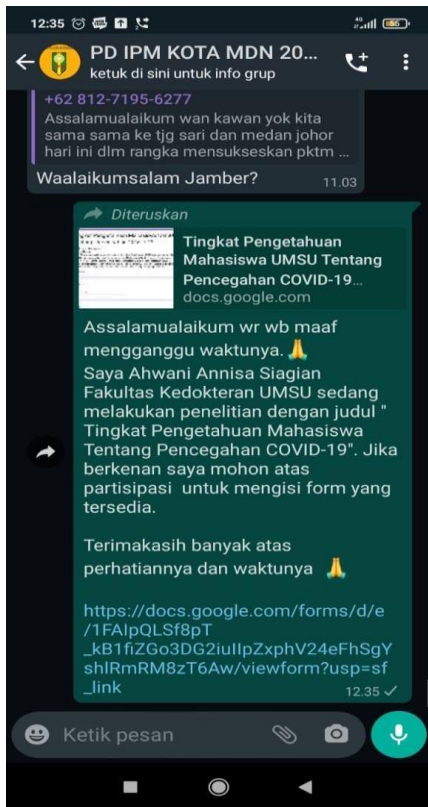 12:35
4G
55
PD IPM KOTA MDN 20...
ketuk di sini untuk info grup
+62 812-7195-6277
Assalamualaikum wan kawan yok kita
sama sama ke tjg sari dan medan johor
hari ini dlm rangka mensukseskan pktm ...
Waalaikumsalam Jamber?
11.03
Diteruskan
Tingkat Pengetahuan
Mahasiswa UMSU Tentang
Pencegahan COVID-19...
docs.google.com
Assalamualaikum wr wb maaf
mengganggu waktunya. 🙏
Saya Ahwani Annisa Siagian
Fakultas Kedokteran UMSU sedang
melakukan penelitian dengan judul "
Tingkat Pengetahuan Mahasiswa
Tentang Pencegahan COVID-19". Jika
berkenan saya mohon atas
partisipasi untuk mengisi form yang
tersedia.
Terimakasih banyak atas
perhatiannya dan waktunya 🙏
https://docs.google.com/forms/d/e
/1FAIpQLSf8pT
_kB1fiZGo3DG2iuIIpZxphV24eFhSgY
shlRmRM8zT6Aw/viewform?usp=sf
_link
12.35
Ketik pesan